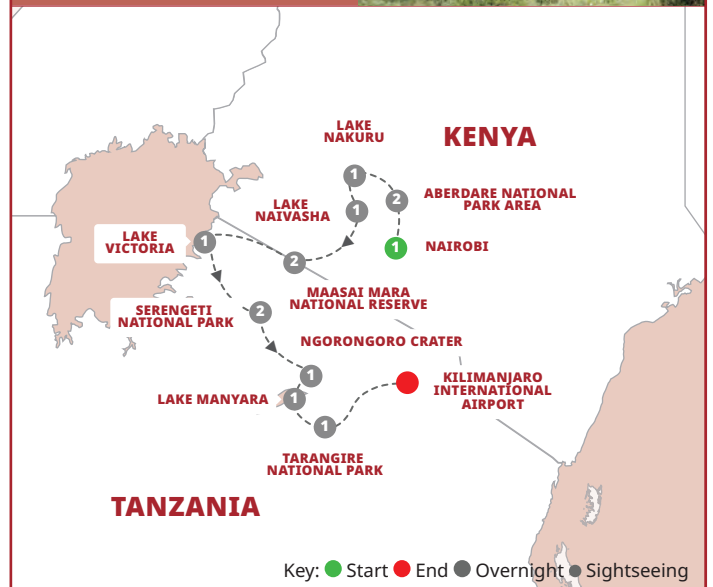 LAKE
NAKURU
KENYA
1
2
ABERDARE NATIONAL
PARK AREA
LAKE
NAIVASHA
1
LAKE
VICTORIA
1
1
NAIROBI
2
MAASAI MARA
NATIONAL RESERVE
SERENGETI
NATIONAL PARK
2
NGORONGORO CRATER
1
KILIMANJARO
INTERNATIONAL
AIRPORT
LAKE MANYARA
1
1
TARANGIRE
NATIONAL PARK
TANZANIA
Key: Start End Overnight Sightseeing